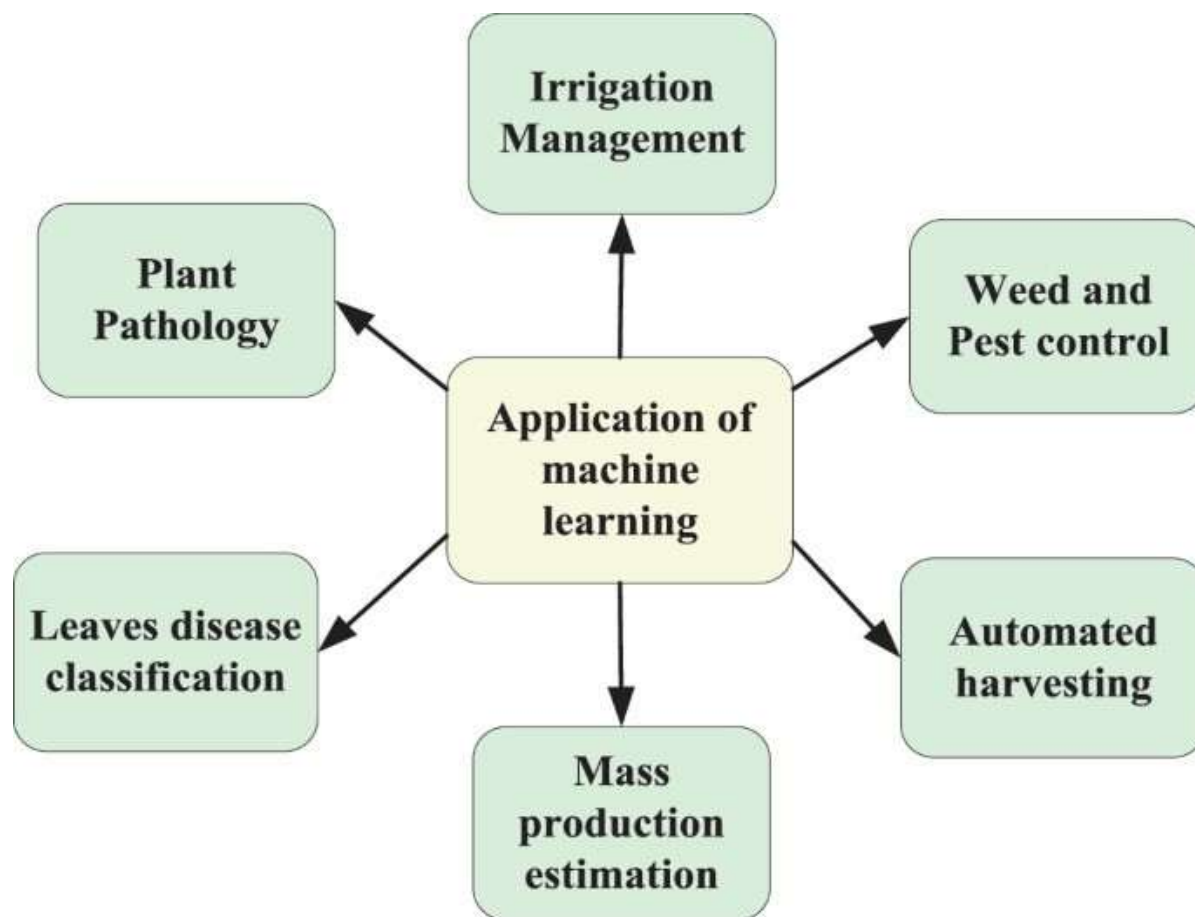 Irrigation
Management
Plant
Pathology
Weed and
Pest control
Application of
machine
learning
Leaves disease
classification
Automated
harvesting
Mass
production
estimation